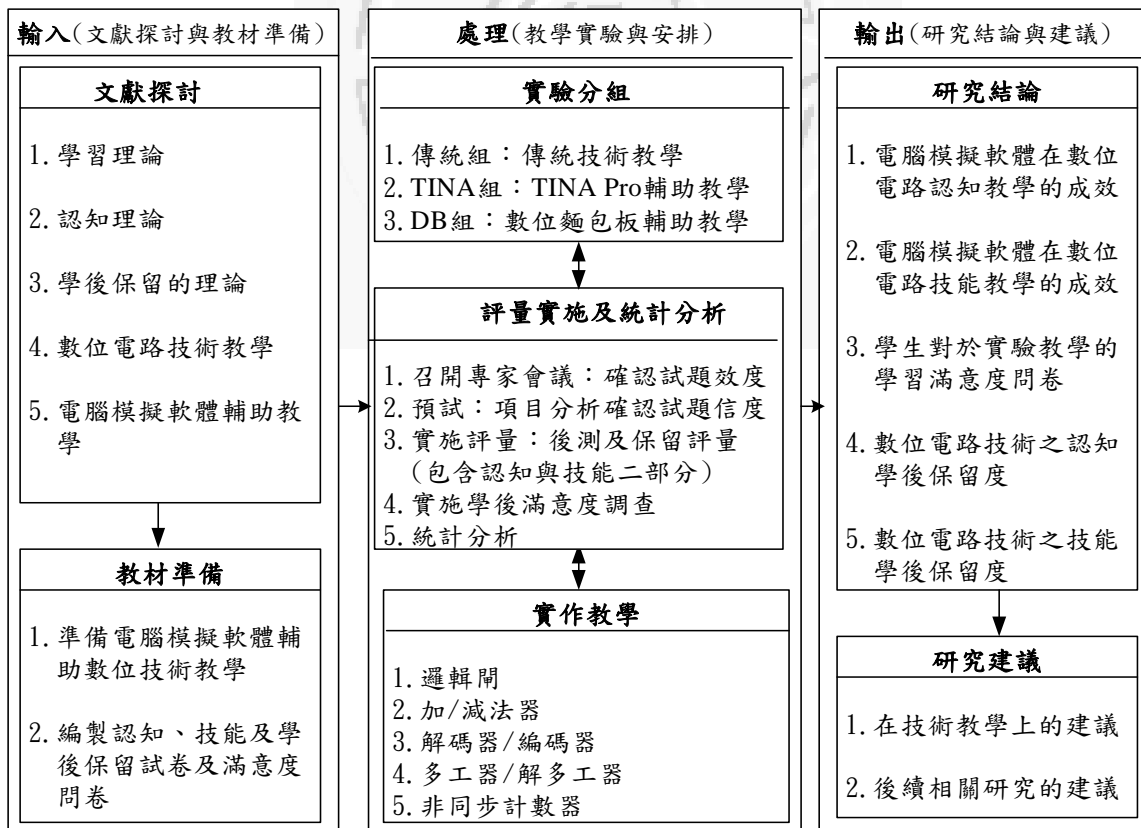 輸入(文獻探討與教材準備)
文獻探討
1.學習理論
2.認知理論
3.學後保留的理論
4.數位電路技術教學
5.電腦模擬軟體輔助教
學
教材準備
1.準備電腦模擬軟體輔
助數位技術教學
2.編製認知、技能及學
後保留試卷及滿意度
問卷
處理(教學實驗與安排)
實驗分組
1.傳統組：傳統技術教學
2.TINA組：TINA Pro輔助教學
3.DB組：數位麵包板輔助教學
評量實施及統計分析
1.召開專家會議：確認試題效度
2.預試：項目分析確認試題信度
3.實施評量：後測及保留評量
(包含認知與技能二部分)
4.實施學後滿意度調查
5.統計分析
實作教學
1.邏輯閘
2.加/減法器
3.解碼器/編碼器
4.多工器/解多工器
5.非同步計數器
輸出(研究結論與建議)
研究結論
1.電腦模擬軟體在數位
電路認知教學的成效
2.電腦模擬軟體在數位
電路技能教學的成效
3.學生對於實驗教學的
學習滿意度問卷
4.數位電路技術之認知
學後保留度
5.數位電路技術之技能
學後保留度
研究建議
1.在技術教學上的建議
2.後續相關研究的建議